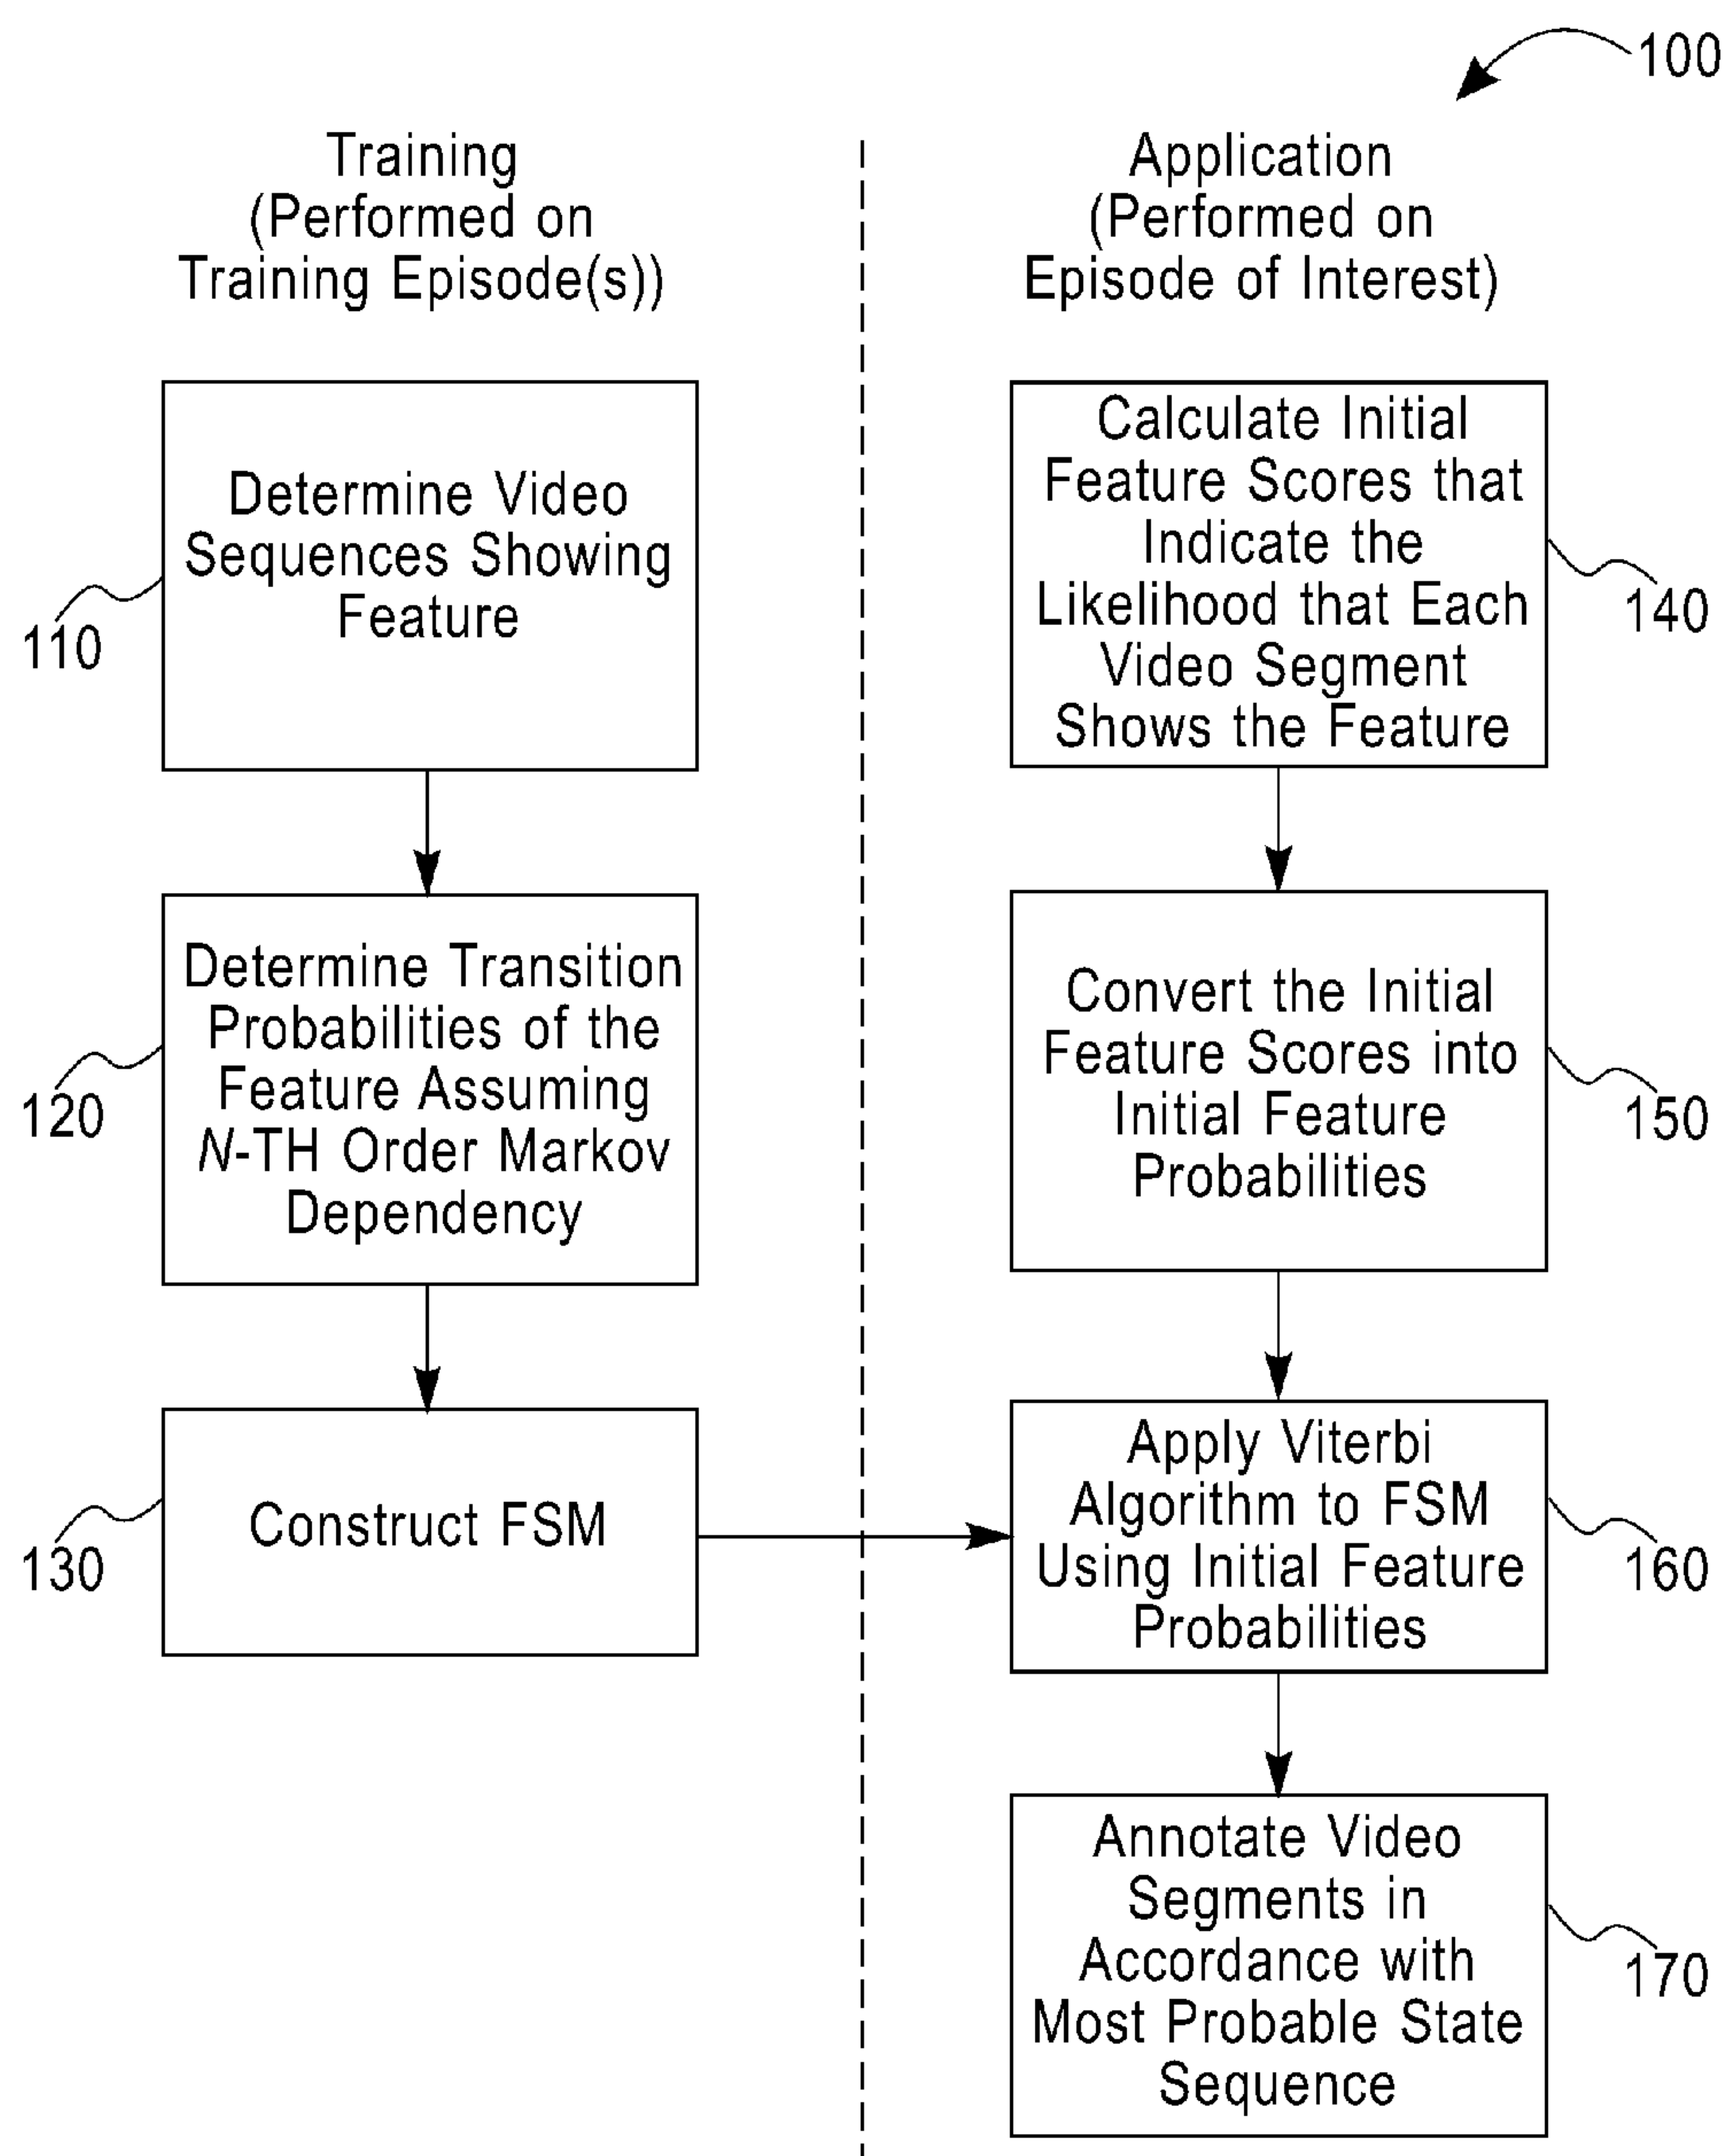 100
Training
(Performed on
Training Episode(s))
Application
(Performed on
Episode of Interest)
Determine Video
Sequences Showing
Feature
110
Determine Transition
Probabilities of the
Feature Assuming
N-TH Order Markov
Dependency
120
Construct FSM
130
Calculate Initial
Feature Scores that
Indicate the
Likelihood that Each
Video Segment
Shows the Feature
140
Convert the Initial
Feature Scores into
Initial Feature
Probabilities
150
Apply Viterbi
Algorithm to FSM
Using Initial Feature
Probabilities
160
Annotate Video
Segments in
Accordance with
Most Probable State
Sequence
170